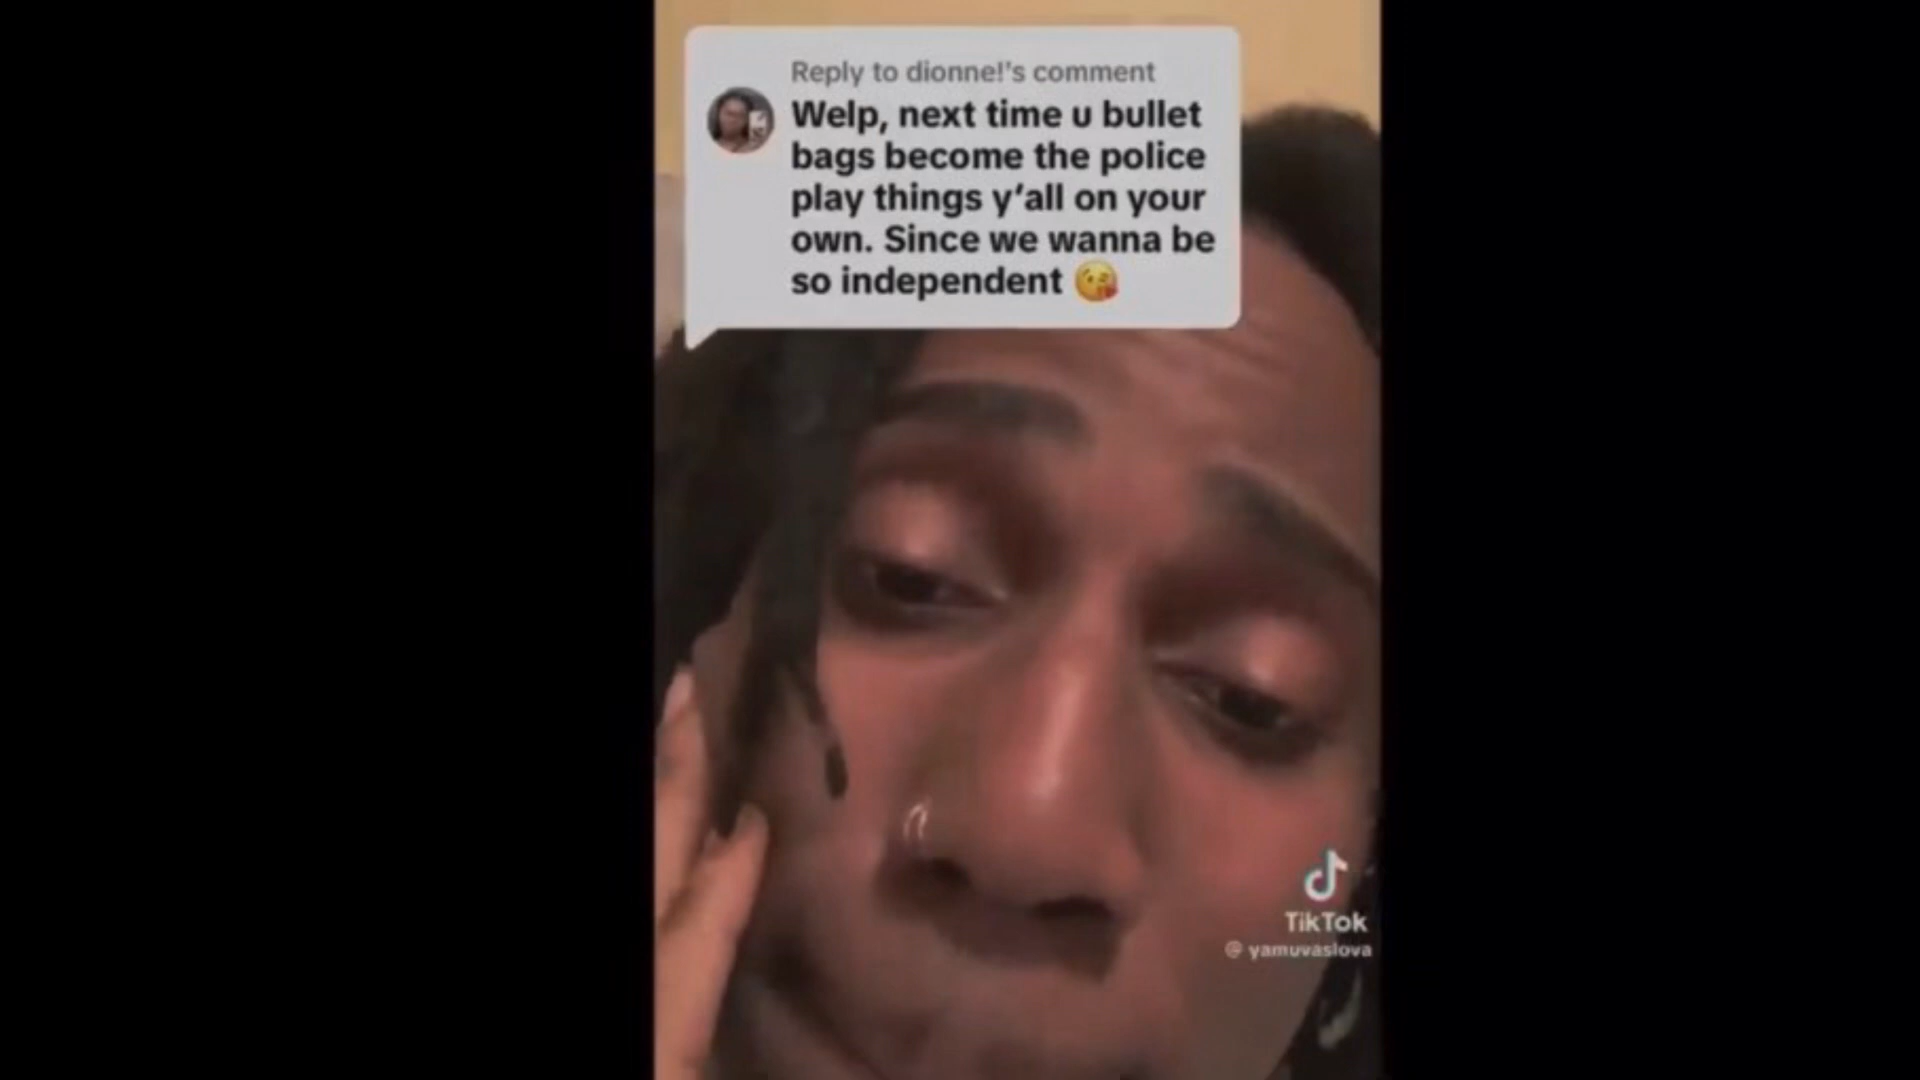 Reply to dionne!'s comment
Welp, next time u bullet
bags become the police
play things y’all on your
own. Since we wanna be
so independent 😘
TikTok
@ yamuvaslova